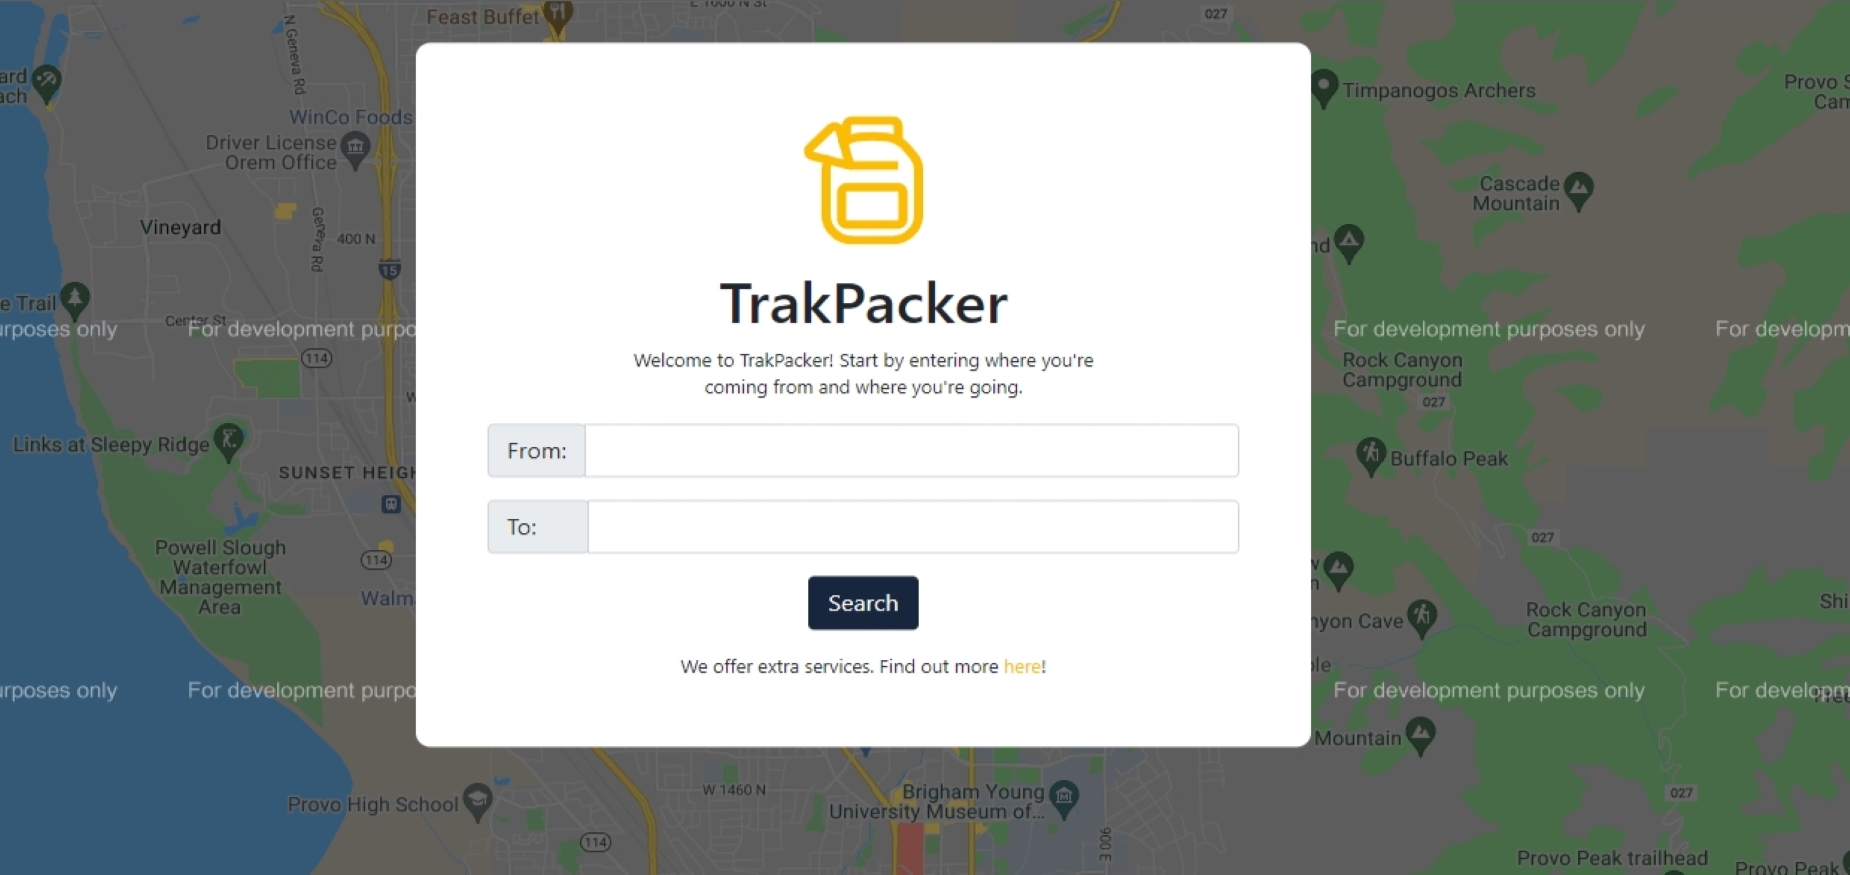 Feast Buffet
027
N Geneva Rd
Timpanogos Archers
WinCo Foods
Driver License
Orem Office
Cascade
Mountain
Vineyard
Geneva Rd
400 N
15
Trail
Center St
TrakPacker
Welcome to TrakPacker! Start by entering where you're
coming from and where you're going.
urposes only
For development purpo
For development purposes only
For developm
114
Rock Canyon
Campground
027
From:
Links at Sleepy Ridge
Buffalo Peak
SUNSET HEIGH
To:
027
Powell Slough
Waterfowl
Management
Area
114
Walm
Search
nyon Cave
Rock Canyon
Campground
We offer extra services. Find out more here!
urposes only
For development purpo
For development purposes only
For developm
Mountain
W 1460 N
Provo High School
Brigham Young
University Museum of...
027
114
900 E
Provo Peak trailhead
Provo Peak